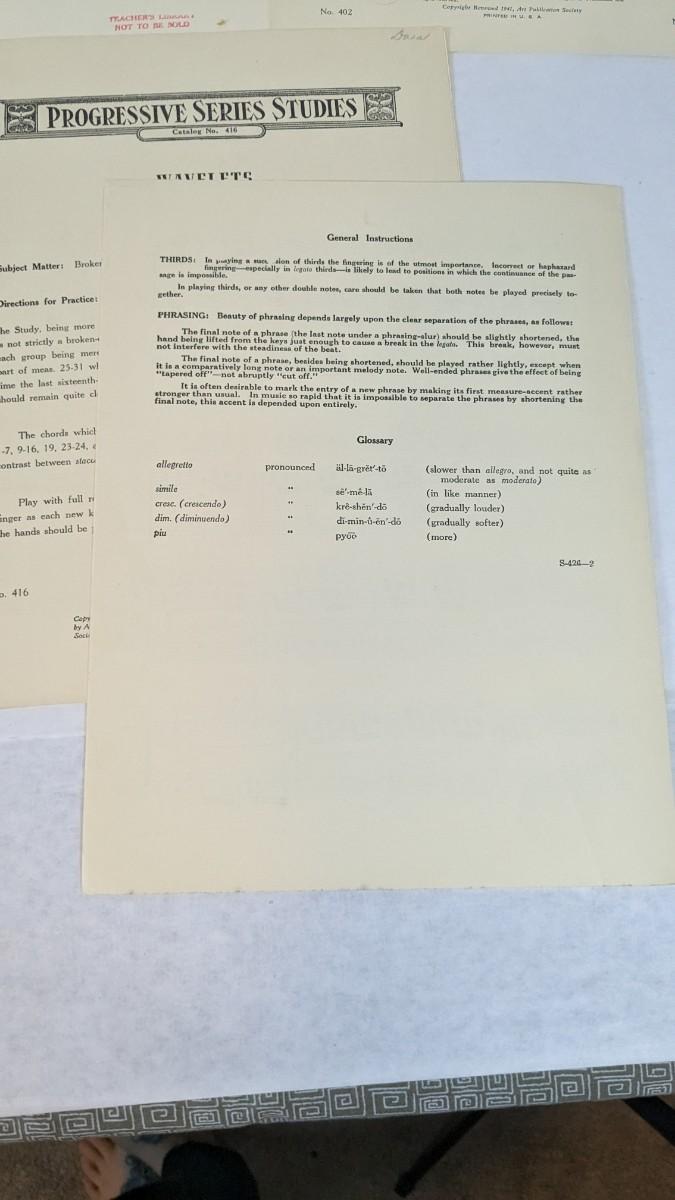 TEACHER'S
NOT TO BE SOLD
No. 402
Copyright Renewed 1941, Art Publication Society
PRINTED IN U. S. A.
PROGRESSIVE SERIES STUDIES
Catalog No. 416
WAVELETS
Subject Matter: Broken
Directions for Practice:
The Study, being more
not strictly a broken-
each group being mere
part of meas. 25-31 wh
time the last sixteenth-
should remain quite cl
The chords which
-7, 9-16, 19, 23-24,
contrast between stacc
Play with full
finger as each new k
the hands should be
o. 416
Copy
by A
Soci
General Instructions
THIRDS: In playing a succession of thirds the fingering is of the utmost importance. Incorrect or haphazard
fingering—especially in legato thirds—is likely to lead to positions in which the continuance of the pas-
sage is impossible.
In playing thirds, or any other double notes, care should be taken that both notes be played precisely to-
gether.
PHRASING: Beauty of phrasing depends largely upon the clear separation of the phrases, as follows:
The final note of a phrase (the last note under a phrasing-slur) should be slightly shortened, the
hand being lifted from the keys just enough to cause a break in the legato. This break, however, must
not interfere with the steadiness of the beat.
The final note of a phrase, besides being shortened, should be played rather lightly, except when
it is a comparatively long note or an important melody note. Well-ended phrases give the effect of being
"tapered off"—not abruptly "cut off."
It is often desirable to mark the entry of a new phrase by making its first measure-accent rather
stronger than usual. In music so rapid that it is impossible to separate the phrases by shortening the
final note, this accent is depended upon entirely.
Glossary
allegretto pronounced äl-lā-grĕt'-tō (slower than allegro, and not quite as
moderate as moderato)
simile " sē'-mē-lā (in like manner)
cresc. (crescendo) " krĕ-shĕn'-dō (gradually louder)
dim. (diminuendo) " dĭ-mĭn-ū-ĕn'-dō (gradually softer)
piu " pyōō (more)
S-426—2